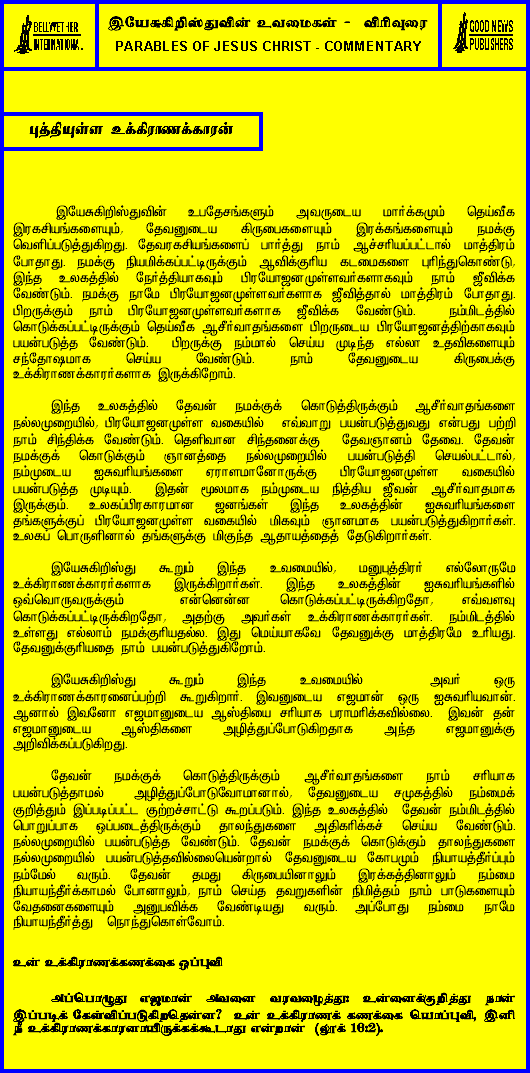 BELLWETHER
INTERNATIONAL
இயேசுகிறிஸ்துவின் உவமைகள் - விரிவுரை
PARABLES OF JESUS CHRIST - COMMENTARY
GOOD NEWS
PUBLISHERS
புத்தியுள்ள உக்கிராணக்காரன்
இயேசுகிறிஸ்துவின் உபதேசங்களும் அவருடைய மார்க்கமும் தெய்வீக
இரகசியங்களையும், தேவனுடைய கிருபைகளையும் இரக்கங்களையும் நமக்கு
வெளிப்படுத்துகிறது. தேவரகசியங்களைப் பார்த்து நாம் ஆச்சரியப்பட்டால் மாத்திரம்
போதாது. நமக்கு நியமிக்கப்பட்டிருக்கும் ஆவிக்குரிய கடமைகளை புரிந்துகொண்டு,
இந்த உலகத்தில் நேர்த்தியாகவும் பிரயோஜனமுள்ளவர்களாகவும் நாம் ஜீவிக்க
வேண்டும். நமக்கு நாமே பிரயோஜனமுள்ளவர்களாக ஜீவித்தால் மாத்திரம் போதாது.
பிறருக்கும் நாம் பிரயோஜனமுள்ளவர்களாக ஜீவிக்க வேண்டும். நம்மிடத்தில்
கொடுக்கப்பட்டிருக்கும் தெய்வீக ஆசீர்வாதங்களை பிறருடைய பிரயோஜனத்திற்காகவும்
பயன்படுத்த வேண்டும். பிறருக்கு நம்மால் செய்ய முடிந்த எல்லா உதவிகளையும்
சந்தோஷமாக செய்ய வேண்டும். நாம் தேவனுடைய கிருபைக்கு
உக்கிராணக்காரர்களாக இருக்கிறோம்.
இந்த உலகத்தில் தேவன் நமக்குக் கொடுத்திருக்கும் ஆசீர்வாதங்களை
நல்லமுறையில், பிரயோஜனமுள்ள வகையில் எவ்வாறு பயன்படுத்துவது என்பது பற்றி
நாம் சிந்திக்க வேண்டும். தெளிவான சிந்தனைக்கு தேவஞானம் தேவை. தேவன்
நமக்குக் கொடுக்கும் ஞானத்தை நல்லமுறையில் பயன்படுத்தி செயல்பட்டால்,
நம்முடைய ஐசுவரியங்களை ஏராளமானோருக்கு பிரயோஜனமுள்ள வகையில்
பயன்படுத்த முடியும். இதன் மூலமாக நம்முடைய நித்திய ஜீவன் ஆசீர்வாதமாக
இருக்கும். உலகப்பிரகாரமான ஜனங்கள் இந்த உலகத்தின் ஐசுவரியங்களை
தங்களுக்குப் பிரயோஜனமுள்ள வகையில் மிகவும் ஞானமாக பயன்படுத்துகிறார்கள்.
உலகப் பொருளினால் தங்களுக்கு மிகுந்த ஆதாயத்தைத் தேடுகிறார்கள்.
இயேசுகிறிஸ்து கூறும் இந்த உவமையில், மனுபுத்திரர் எல்லோருமே
உக்கிராணக்காரர்களாக இருக்கிறார்கள். இந்த உலகத்தின் ஐசுவரியங்களில்
ஒவ்வொருவருக்கும் என்னென்ன கொடுக்கப்பட்டிருக்கிறதோ, எவ்வளவு
கொடுக்கப்பட்டிருக்கிறதோ, அதற்கு அவர்கள் உக்கிராணக்காரர்கள். நம்மிடத்தில்
உள்ளது எல்லாம் நமக்குரியதல்ல. இது மெய்யாகவே தேவனுக்கு மாத்திரமே உரியது.
தேவனுக்குரியதை நாம் பயன்படுத்துகிறோம்.
இயேசுகிறிஸ்து கூறும் இந்த உவமையில் அவர் ஒரு
உக்கிராணக்காரனைப்பற்றி கூறுகிறார். இவனுடைய எஜமான் ஒரு ஐசுவரியவான்.
ஆனால் இவனோ எஜமானுடைய ஆஸ்தியை சரியாக பராமரிக்கவில்லை. இவன் தன்
எஜமானுடைய ஆஸ்திகளை அழித்துப்போடுகிறதாக அந்த எஜமானுக்கு
அறிவிக்கப்படுகிறது.
தேவன் நமக்குக் கொடுத்திருக்கும் ஆசீர்வாதங்களை நாம் சரியாக
பயன்படுத்தாமல் அழித்துப்போடுவோமானால், தேவனுடைய சமுகத்தில் நம்மைக்
குறித்தும் இப்படிப்பட்ட குற்றச்சாட்டு கூறப்படும். இந்த உலகத்தில் தேவன் நம்மிடத்தில்
பொறுப்பாக ஒப்படைத்திருக்கும் தாலந்துகளை அதிகரிக்கச் செய்ய வேண்டும்.
நல்லமுறையில் பயன்படுத்த வேண்டும். தேவன் நமக்குக் கொடுக்கும் தாலந்துகளை
நல்லமுறையில் பயன்படுத்தவில்லையென்றால் தேவனுடைய கோபமும் நியாயத்தீர்ப்பும்
நம்மேல் வரும். தேவன் தமது கிருபையினாலும் இரக்கத்தினாலும் நம்மை
நியாயந்தீர்க்காமல் போனாலும், நாம் செய்த தவறுகளின் நிமித்தம் நாம் பாடுகளையும்
வேதனைகளையும் அனுபவிக்க வேண்டியது வரும். அப்போது நம்மை நாமே
நியாயந்தீர்த்து நொந்துகொள்வோம்.
உன் உக்கிராணக்கணக்கை ஒப்புவி
அப்பொழுது எஜமான் அவனை வரவழைத்து: உன்னைக்குறித்து நான்
இப்படிக் கேள்விப்படுகிறதென்ன? உன் உக்கிராணக் கணக்கை யொப்புவி, இனி
நீ உக்கிராணக்காரனாயிருக்கக்கூடாது என்றான் (லூக் 16:2).